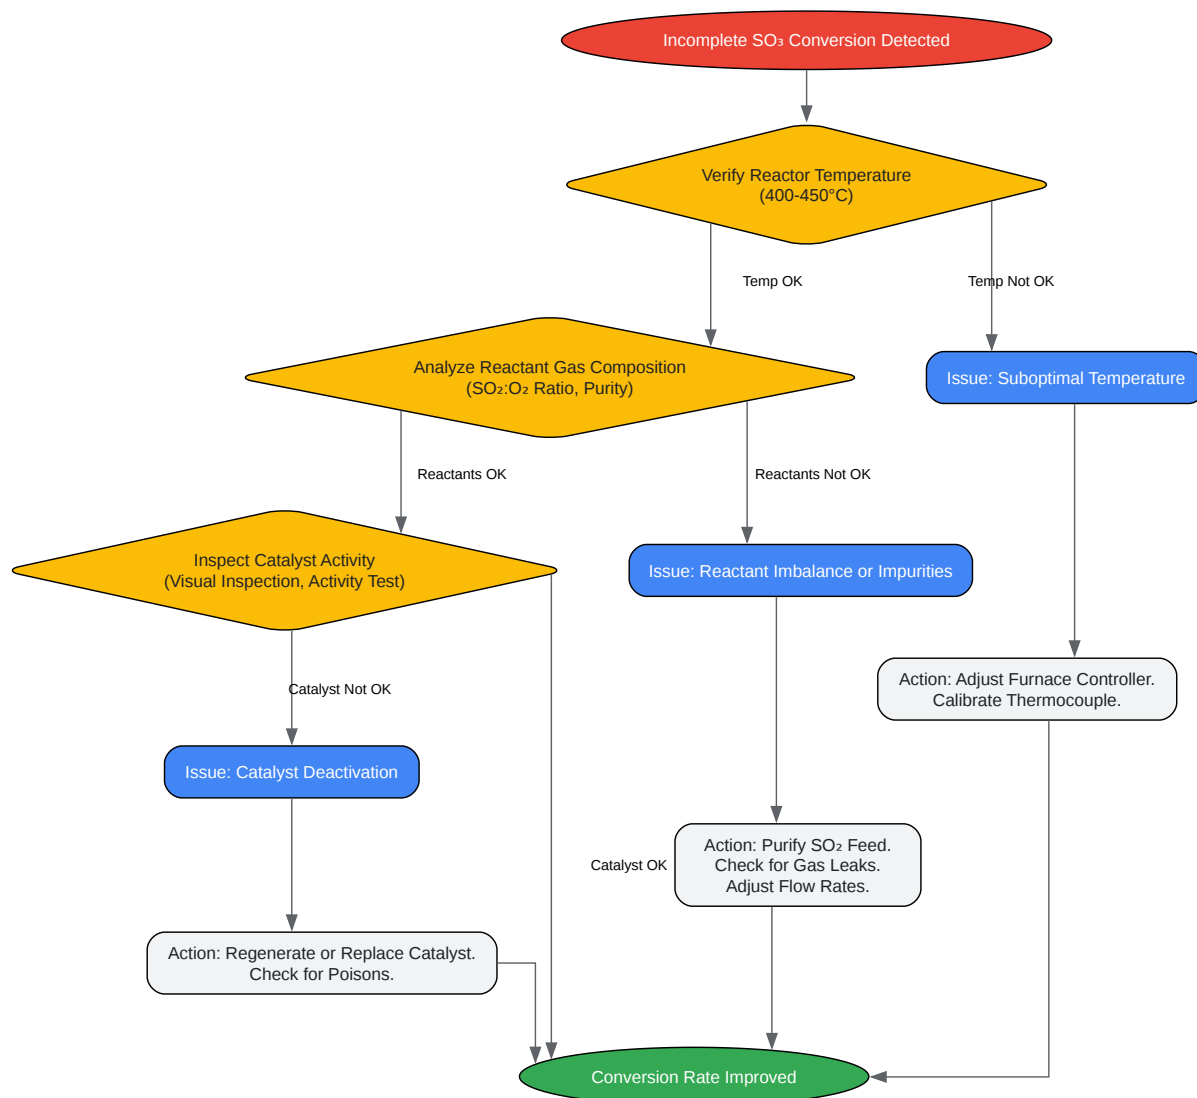 Incomplete SO₃ Conversion Detected
Verify Reactor Temperature
(400-450°C)
Temp OK
Temp Not OK
Analyze Reactant Gas Composition
(SO₂:O₂ Ratio, Purity)
Issue: Suboptimal Temperature
Reactants OK
Reactants Not OK
Inspect Catalyst Activity
(Visual Inspection, Activity Test)
Issue: Reactant Imbalance or Impurities
Catalyst Not OK
Action: Adjust Furnace Controller.
Calibrate Thermocouple.
Issue: Catalyst Deactivation
Catalyst OK
Action: Purify SO₂ Feed.
Check for Gas Leaks.
Adjust Flow Rates.
Action: Regenerate or Replace Catalyst.
Check for Poisons.
Conversion Rate Improved